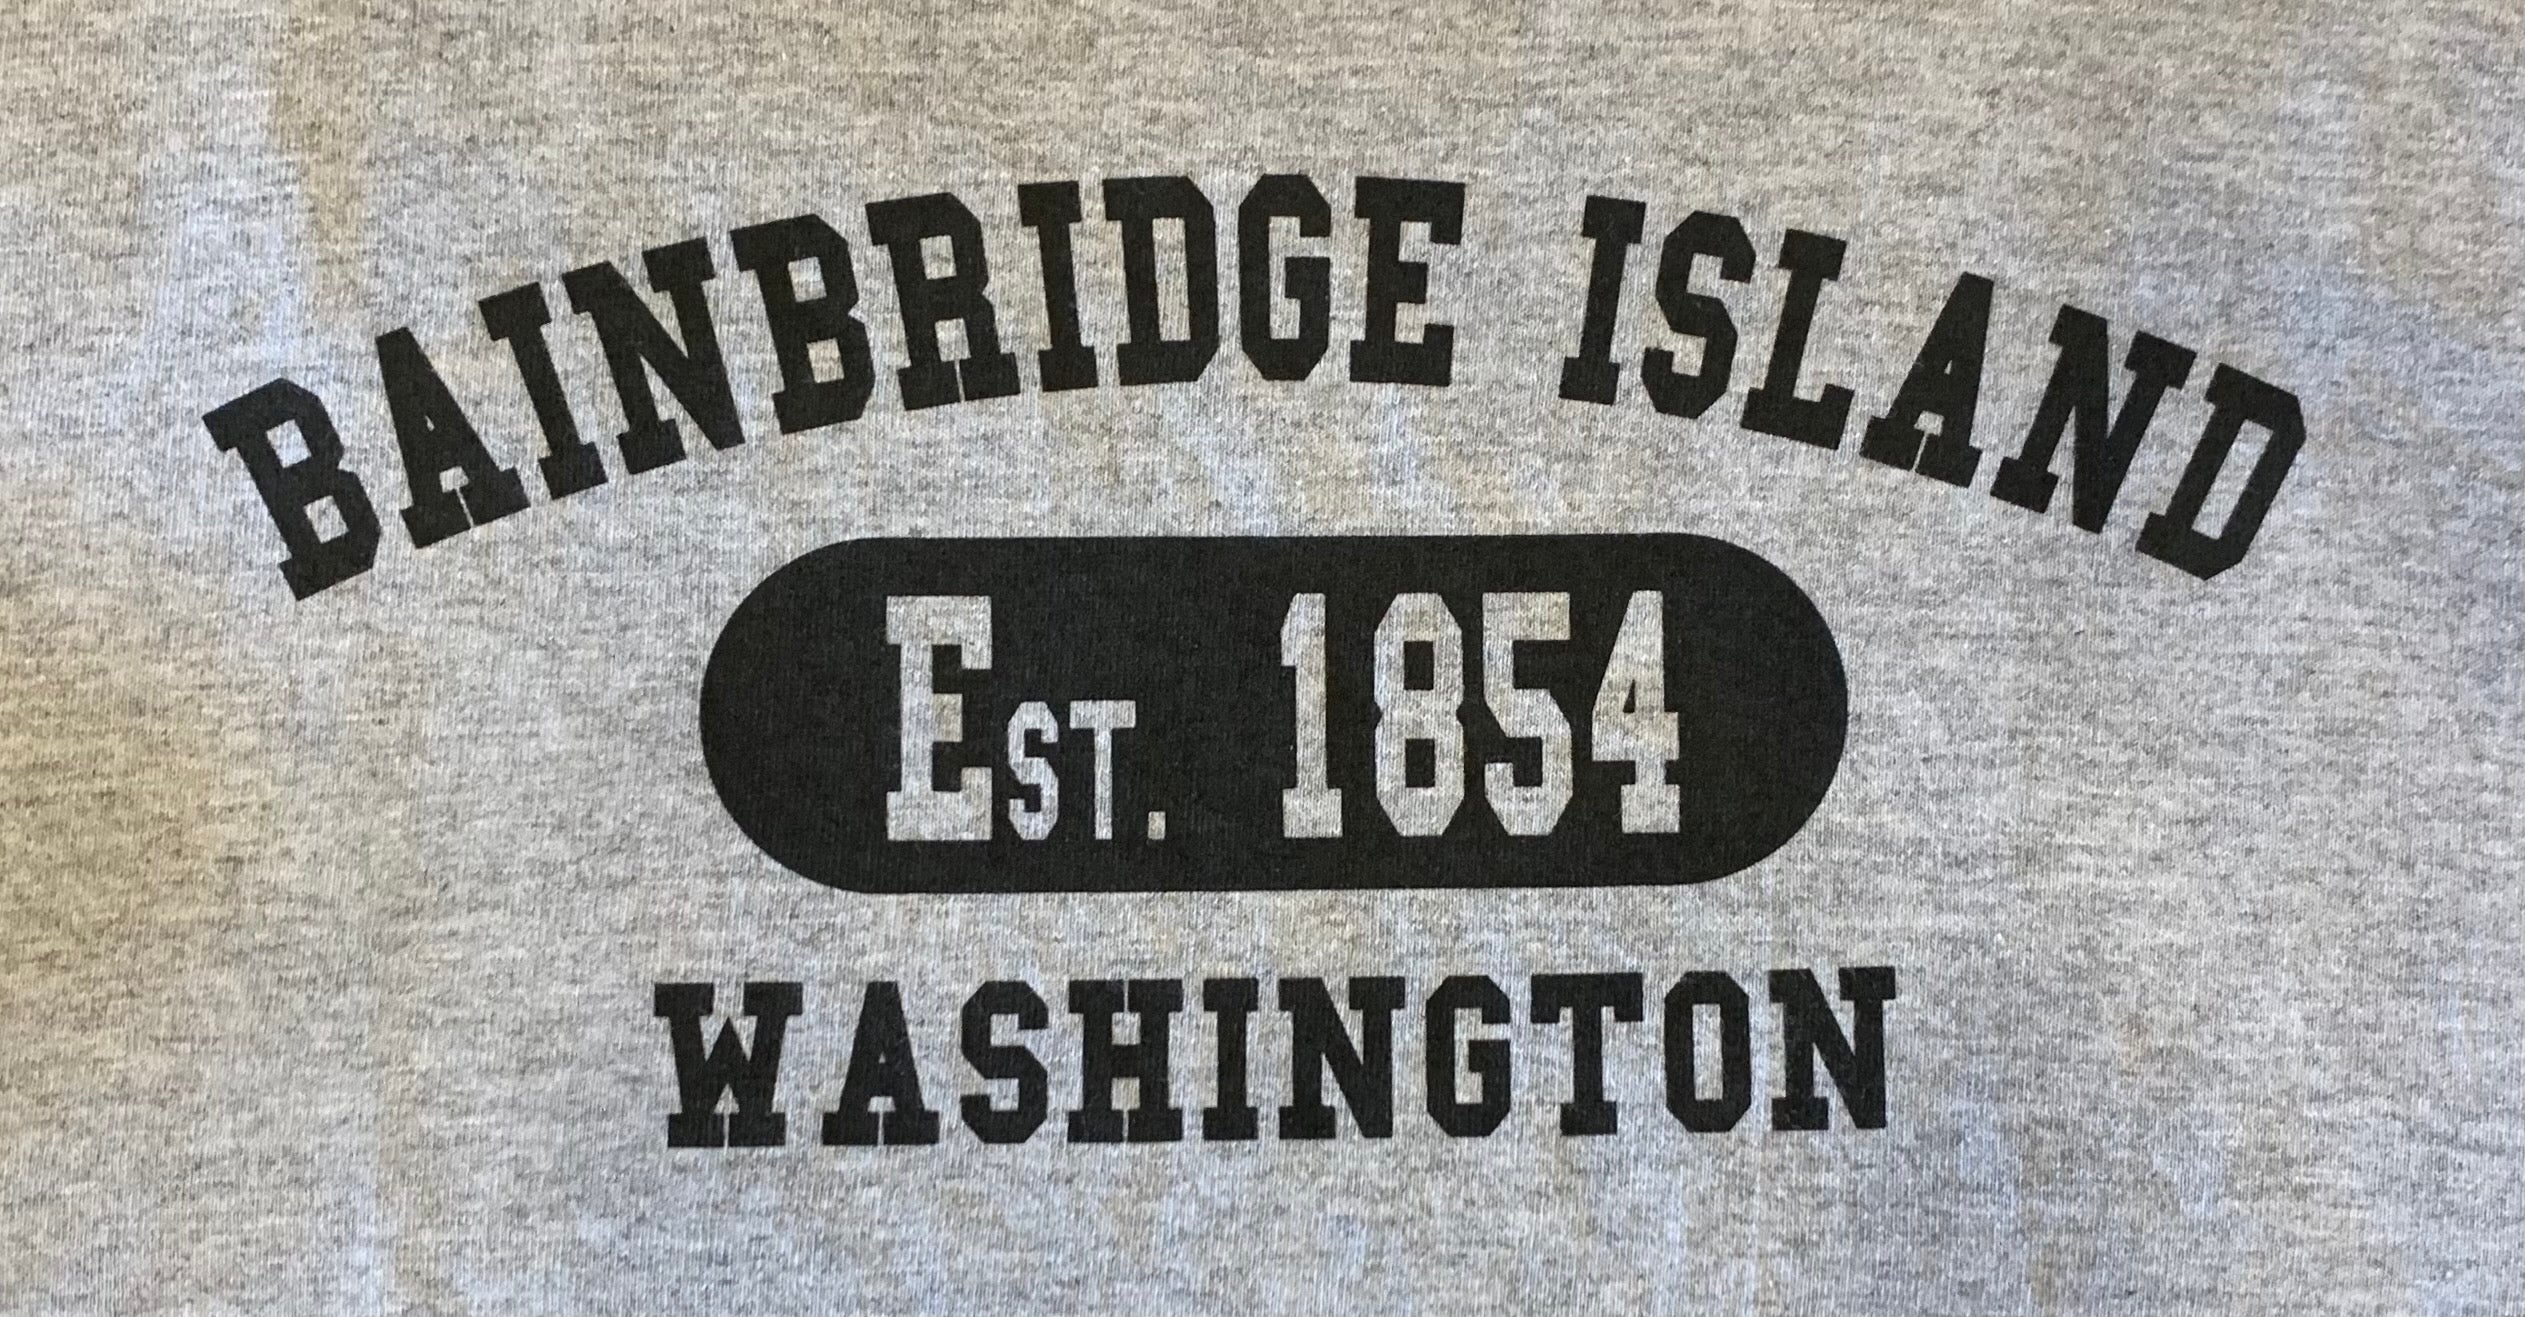 BAINBRIDGE ISLAND
EST. 1854
WASHINGTON